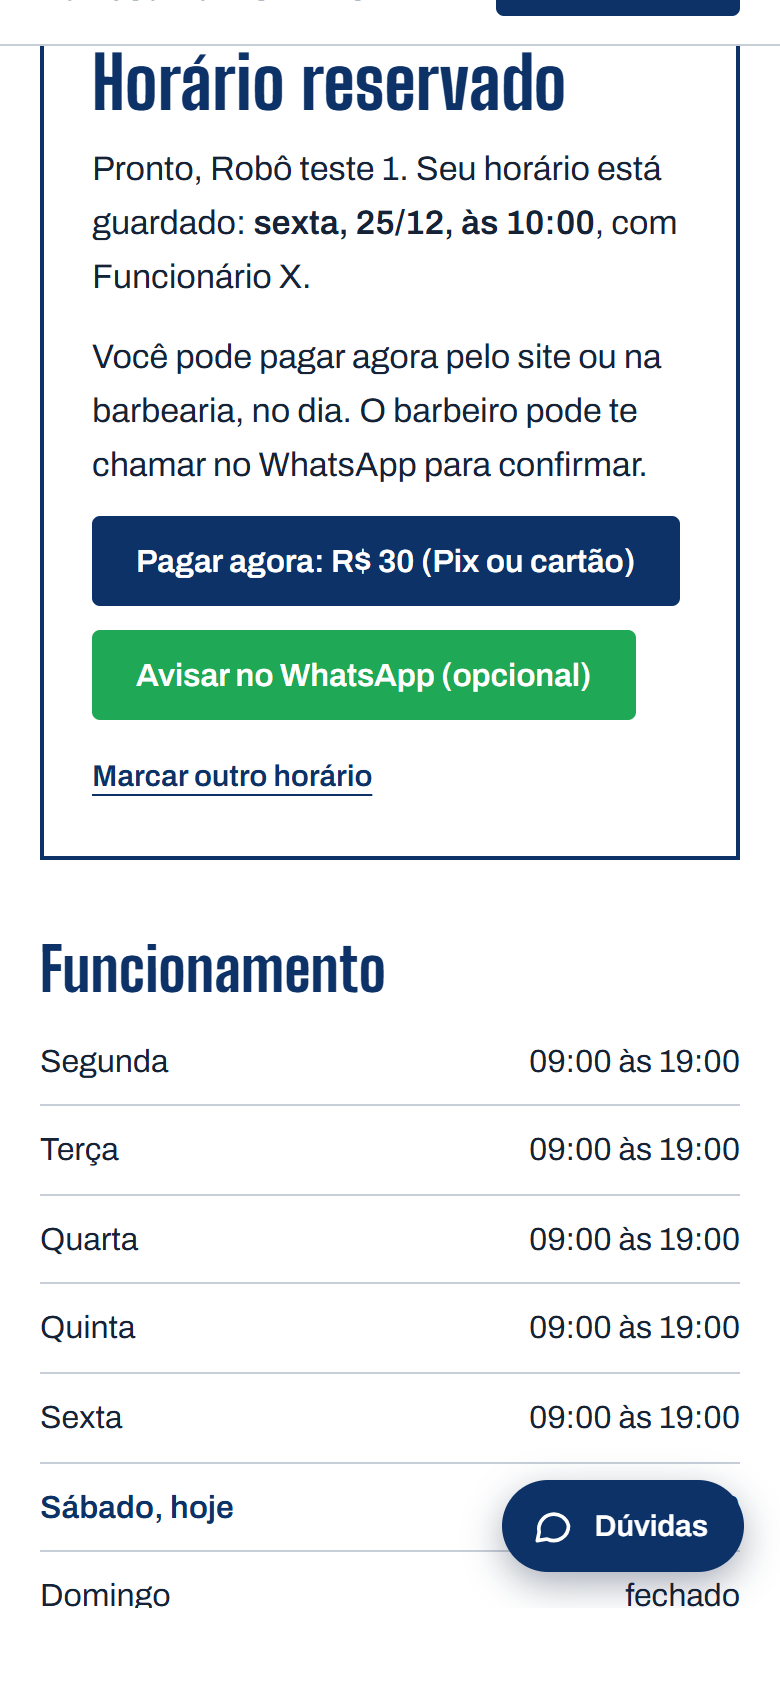 Horário reservado
Pronto, Robô teste 1. Seu horário está
guardado: sexta, 25/12, às 10:00, com
Funcionário X.
Você pode pagar agora pelo site ou na
barbearia, no dia. O barbeiro pode te
chamar no WhatsApp para confirmar.
Pagar agora: R$ 30 (Pix ou cartão)
Avisar no WhatsApp (opcional)
Marcar outro horário
Funcionamento
Segunda 09:00 às 19:00
Terça 09:00 às 19:00
Quarta 09:00 às 19:00
Quinta 09:00 às 19:00
Sexta 09:00 às 19:00
Sábado, hoje
Dúvidas
Domingo fechado